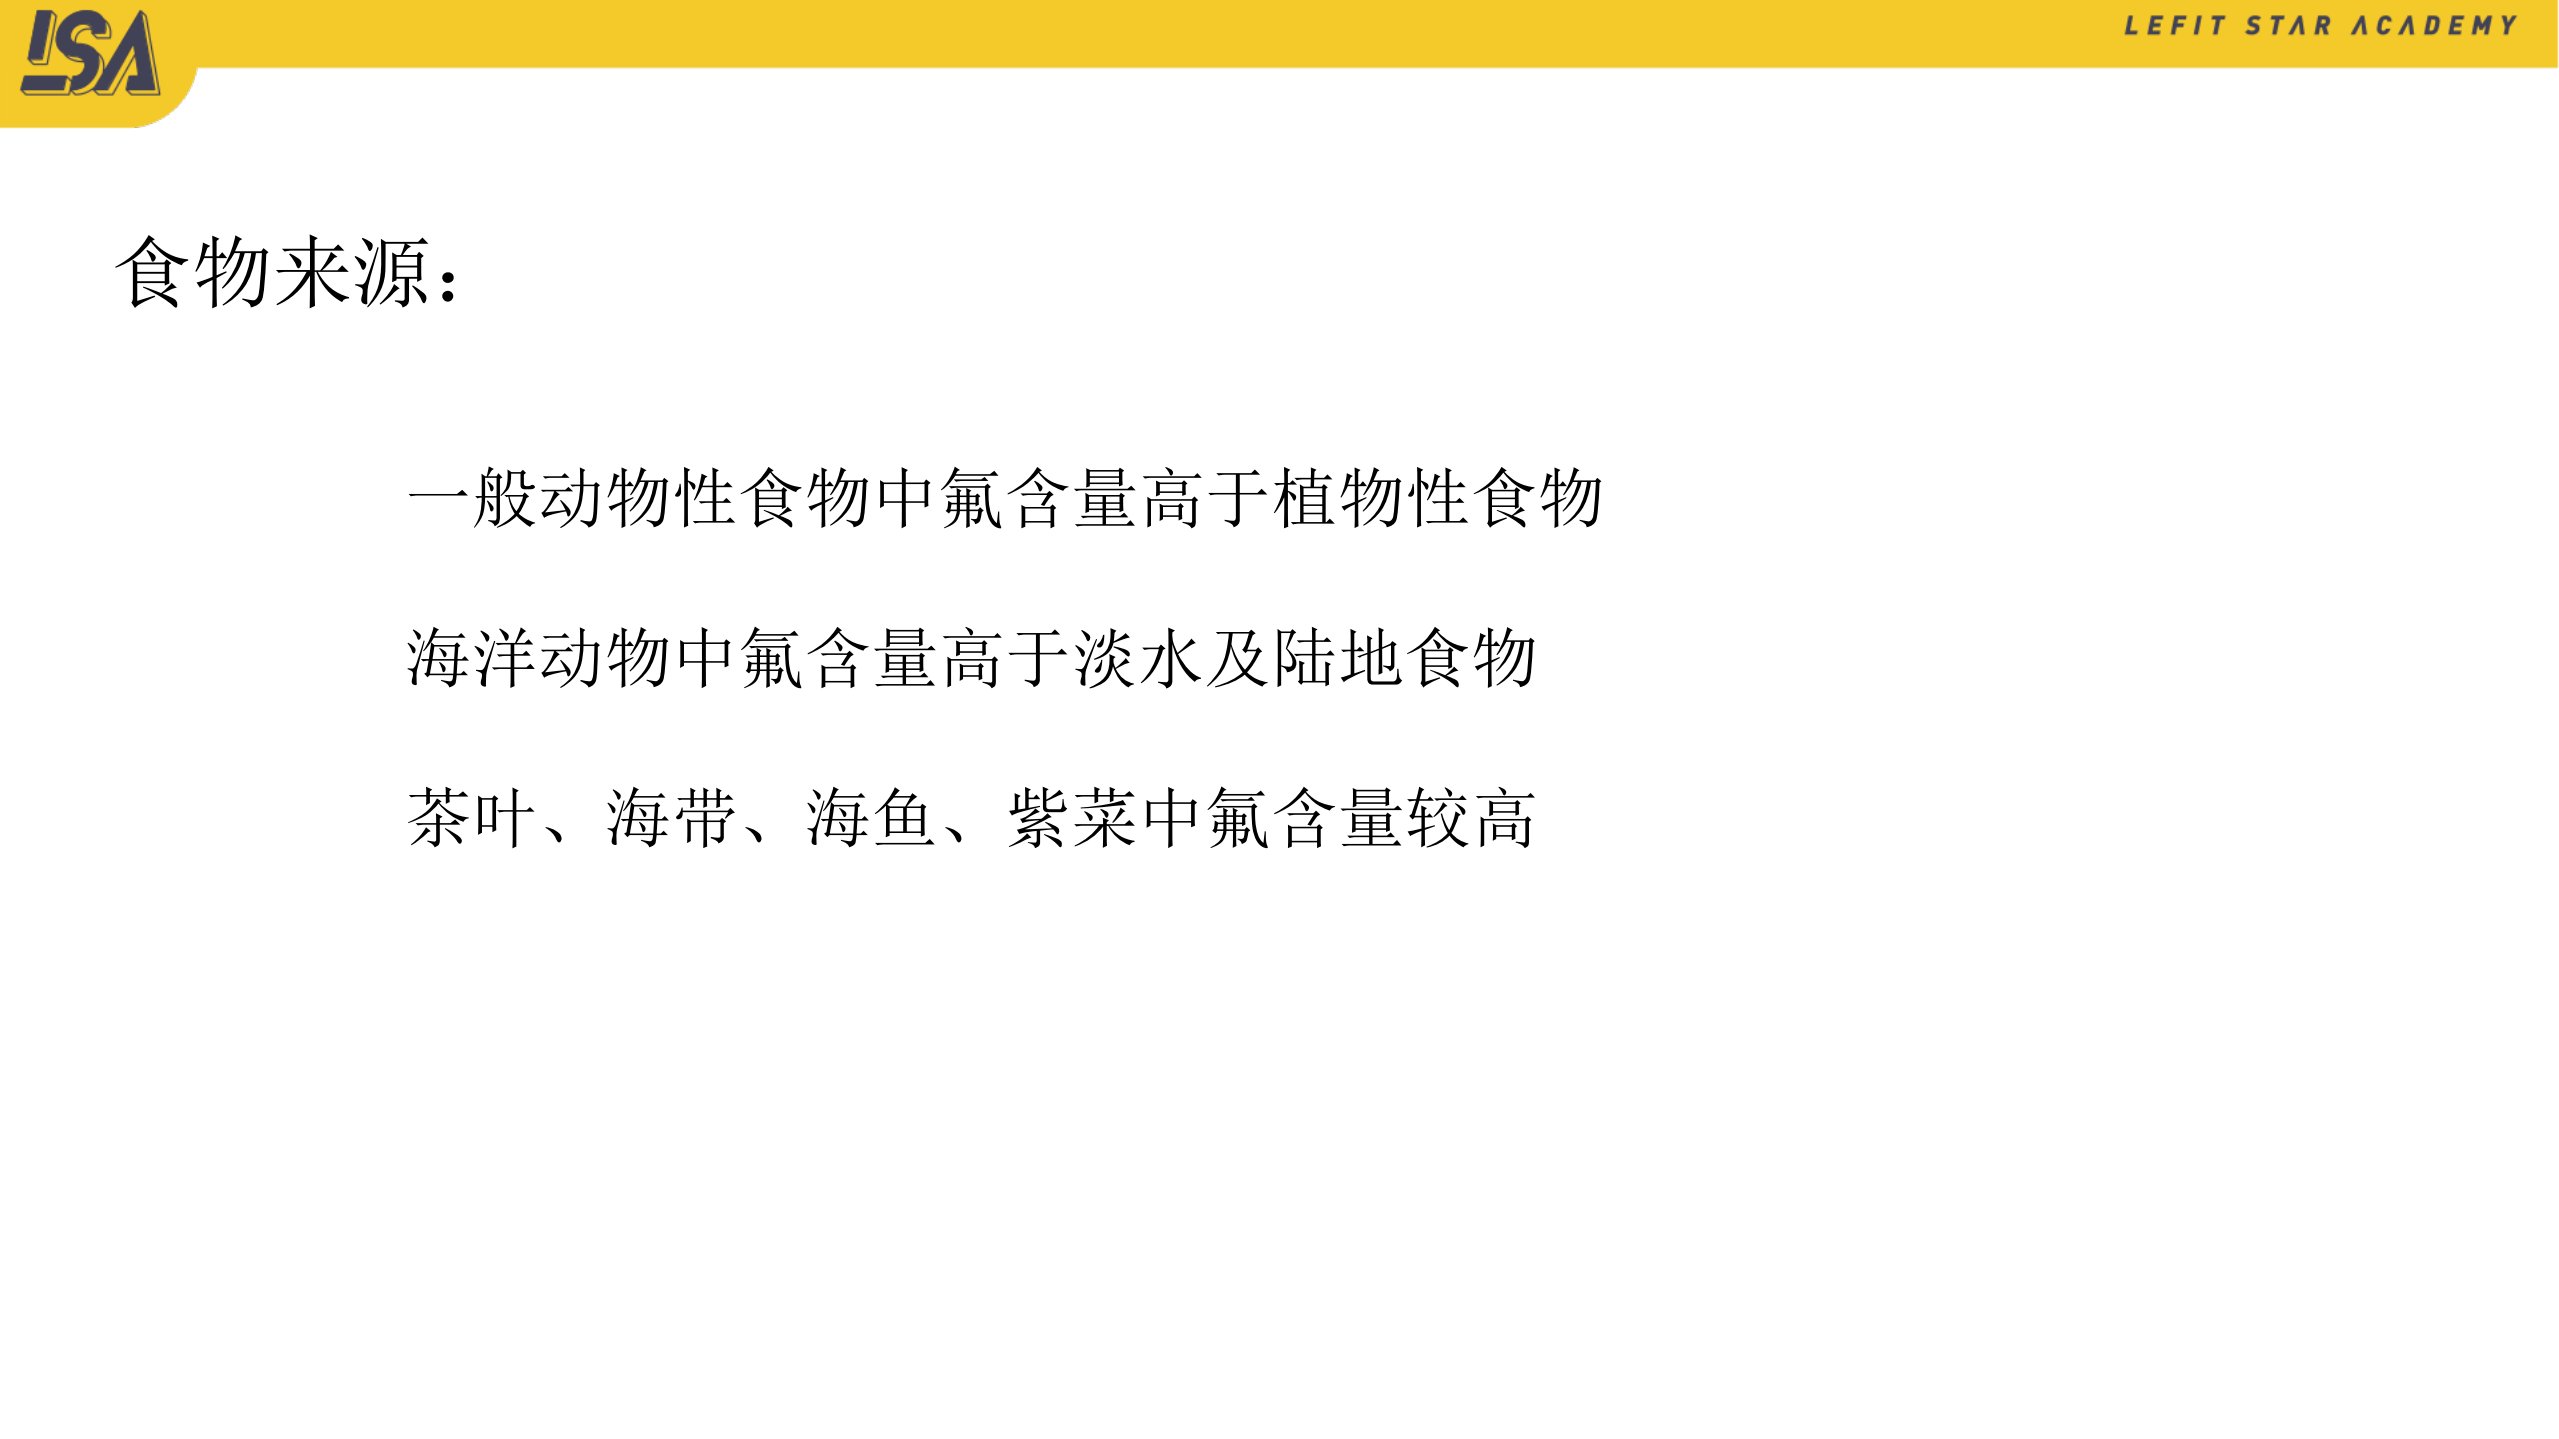 LSA
LEFIT STAR ACADEMY
食物来源：
一般动物性食物中氟含量高于植物性食物
海洋动物中氟含量高于淡水及陆地食物
茶叶、海带、海鱼、紫菜中氟含量较高